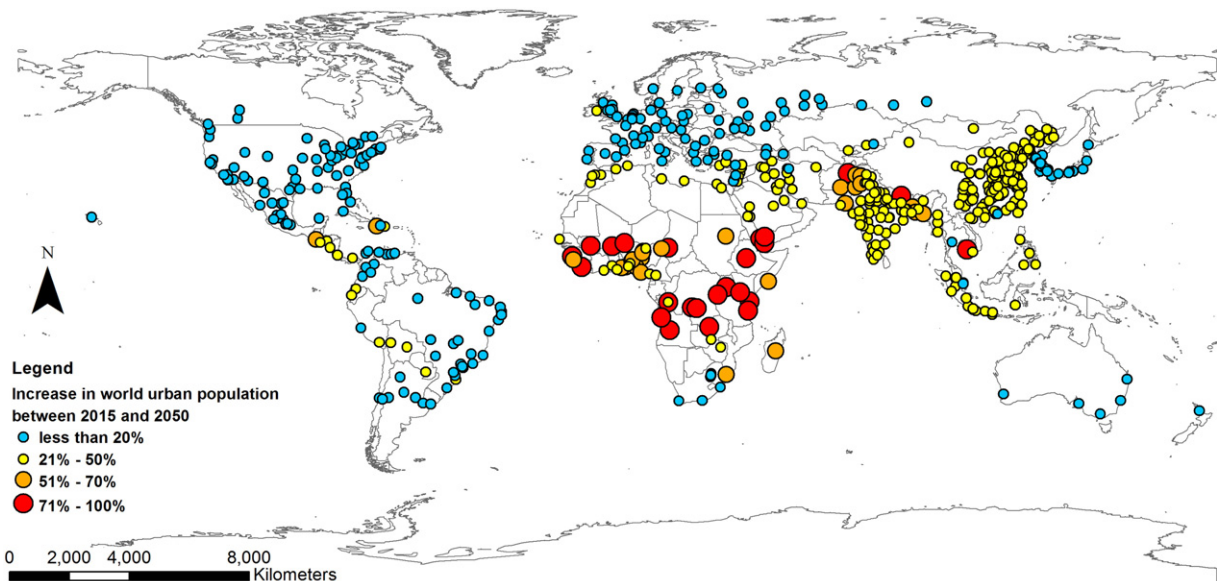 N
Legend
Increase in world urban population
between 2015 and 2050
less than 20%
21% - 50%
51% - 70%
71% - 100%
0 2,000 4,000 8,000
Kilometers